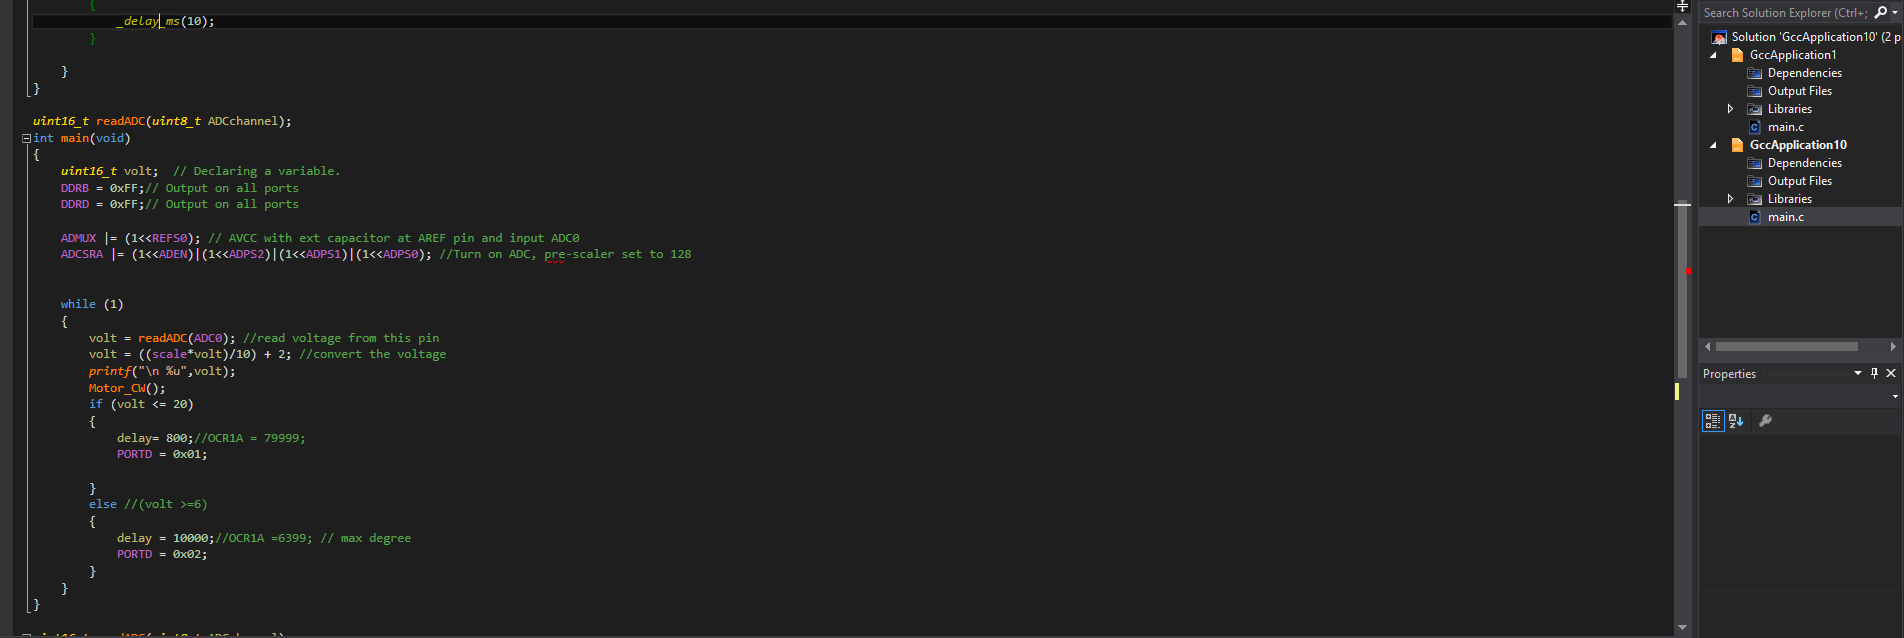 {
_delay_ms(10);
}
}
}
uint16_t readADC(uint8_t ADCchannel);
int main(void)
{
uint16_t volt;  // Declaring a variable.
DDRB = 0xFF;// Output on all ports
DDRD = 0xFF;// Output on all ports
ADMUX |= (1<<REFS0); // AVCC with ext capacitor at AREF pin and input ADC0
ADCSRA |= (1<<ADEN)|(1<<ADPS2)|(1<<ADPS1)|(1<<ADPS0); //Turn on ADC, pre-scaler set to 128
while (1)
{
volt = readADC(ADC0); //read voltage from this pin
volt = ((scale*volt)/10) + 2; //convert the voltage
printf("\n %u",volt);
Motor_CW();
if (volt <= 20)
{
delay= 800;//OCR1A = 79999;
PORTD = 0x01;
}
else //(volt >=6)
{
delay = 10000;//OCR1A =6399; // max degree
PORTD = 0x02;
}
}
}
uint16_t readADC(uint8_t ADCchannel)
Search Solution Explorer (Ctrl+;
Solution 'GccApplication10' (2 p
GccApplication1
Dependencies
Output Files
Libraries
main.c
GccApplication10
Dependencies
Output Files
Libraries
main.c
Properties